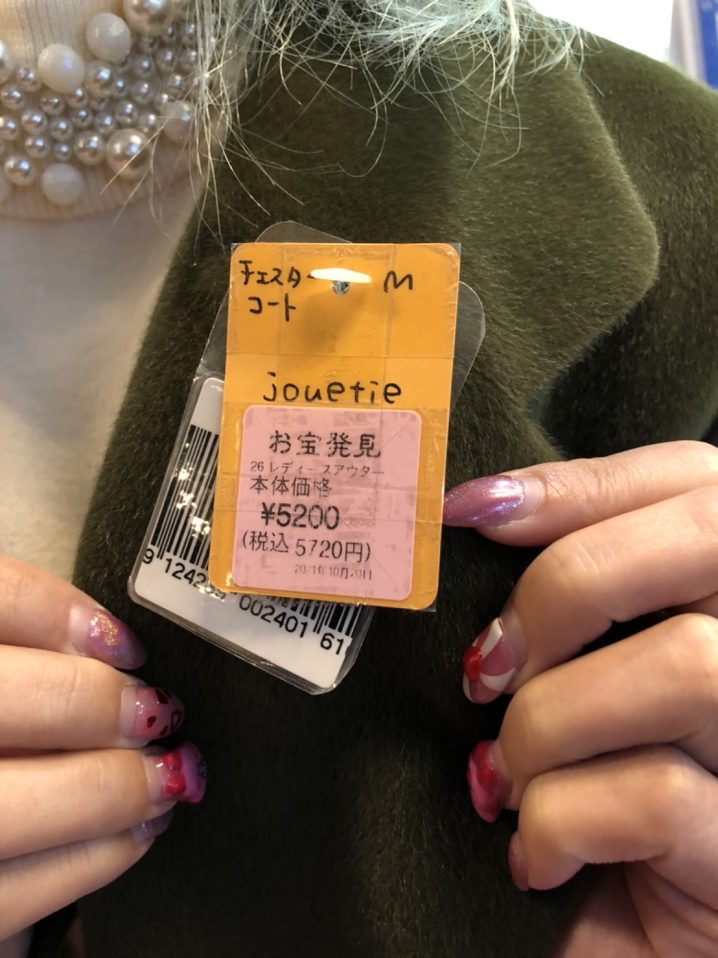 チェスター M
コート
jouetie
お宝発見
26 レディースアウター
本体価格
¥5200
(税込 5720円)